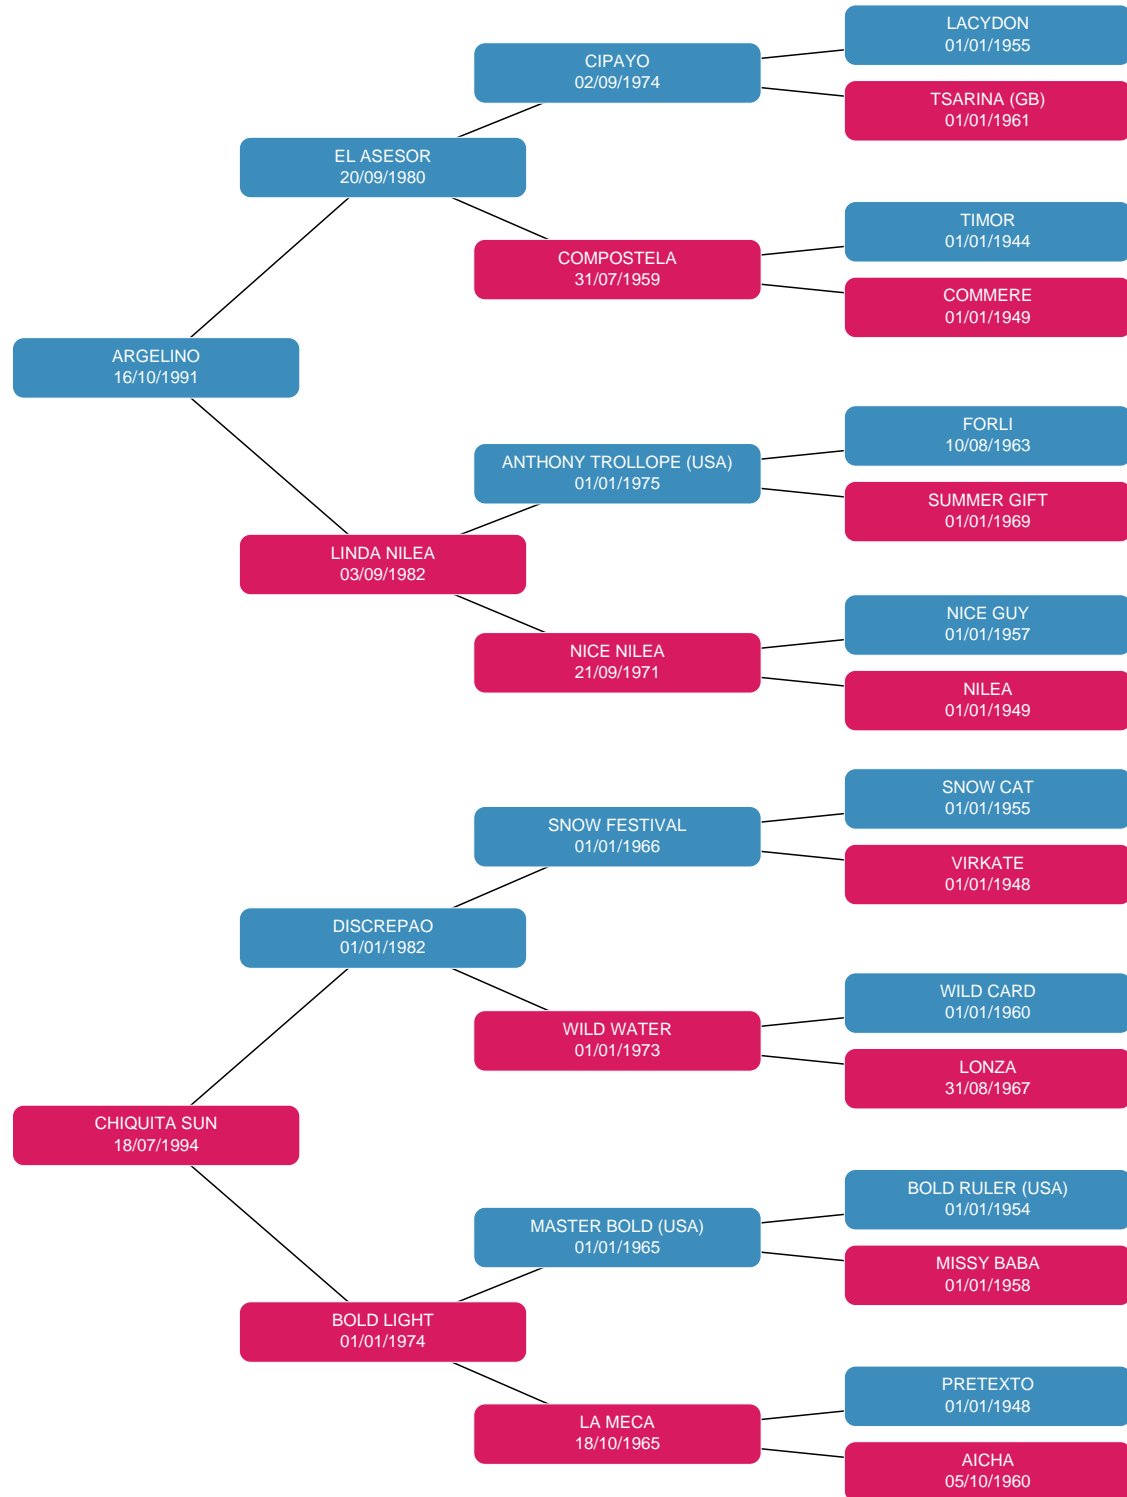 LACYDON
01/01/1955
CIPAYO
02/09/1974
TSARINA (GB)
01/01/1961
EL ASESOR
20/09/1980
TIMOR
01/01/1944
COMPOSTELA
31/07/1959
COMMERE
01/01/1949
ARGELINO
16/10/1991
FORLI
10/08/1963
ANTHONY TROLLOPE (USA)
01/01/1975
SUMMER GIFT
01/01/1969
LINDA NILEA
03/09/1982
NICE GUY
01/01/1957
NICE NILEA
21/09/1971
NILEA
01/01/1949
SNOW CAT
01/01/1955
SNOW FESTIVAL
01/01/1966
VIRKATE
01/01/1948
DISCREPAO
01/01/1982
WILD CARD
01/01/1960
WILD WATER
01/01/1973
LONZA
31/08/1967
CHIQUITA SUN
18/07/1994
BOLD RULER (USA)
01/01/1954
MASTER BOLD (USA)
01/01/1965
MISSY BABA
01/01/1958
BOLD LIGHT
01/01/1974
PRETEXTO
01/01/1948
LA MECA
18/10/1965
AICHA
05/10/1960